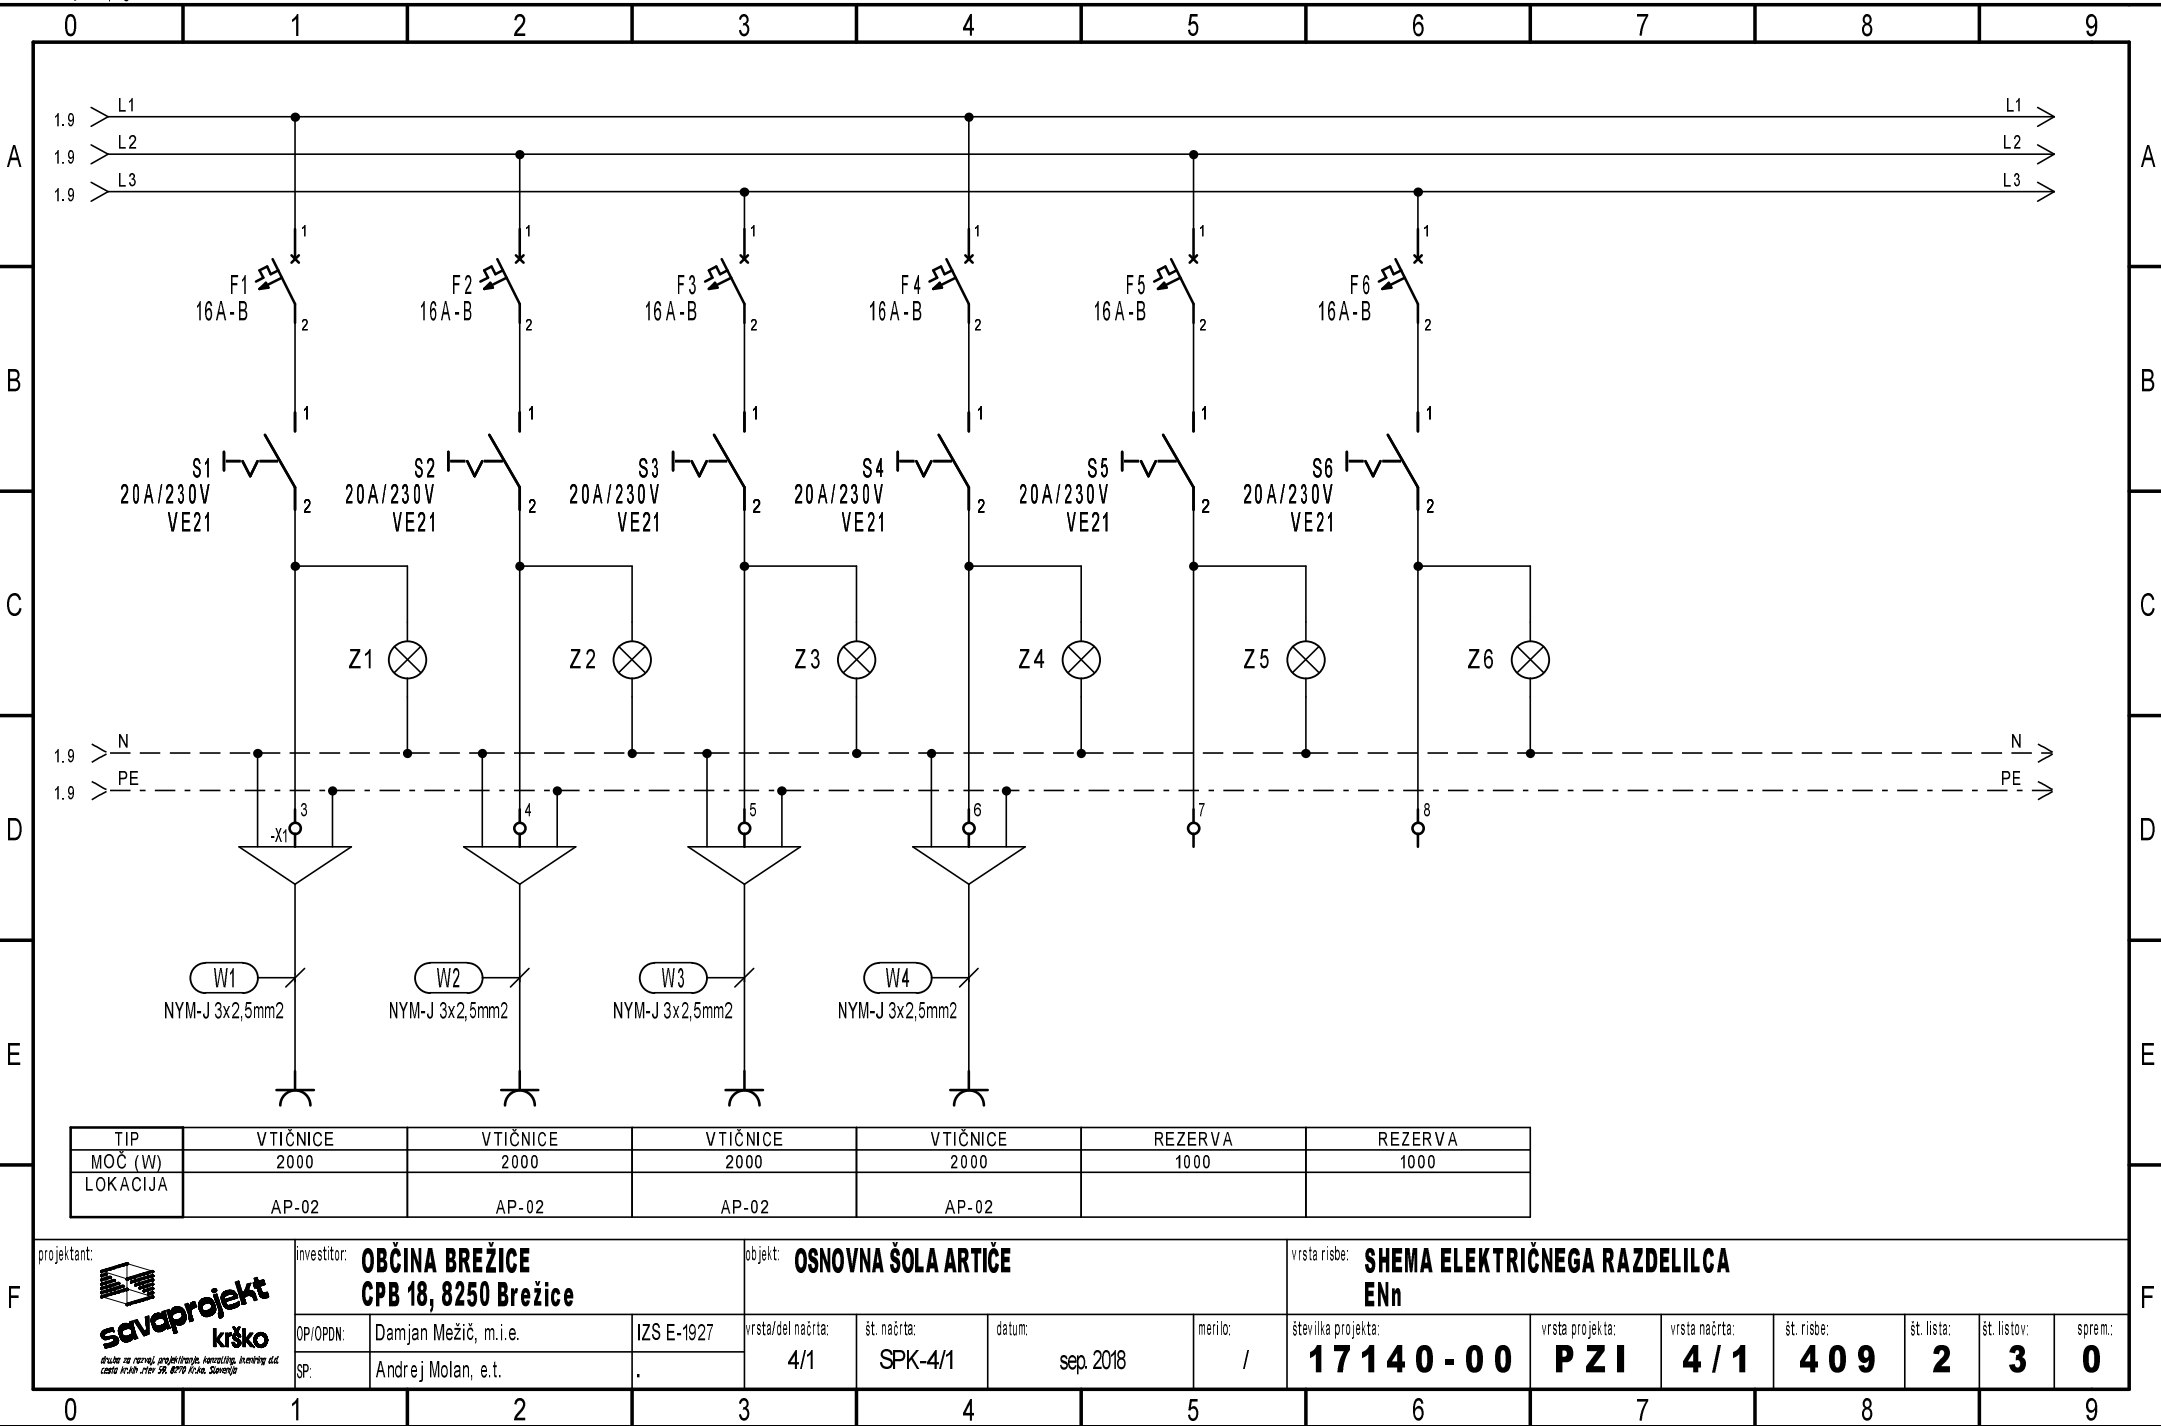 0 1 2 3 4 5 6 7 8 9
1.9 L1 L1
A 1.9 L2 L2 A
1.9 L3 L3
1 1 1 1 1 1
F1 F2 F3 F4 F5 F6
16A-B 16A-B 16A-B 16A-B 16A-B 16A-B
2 2 2 2 2 2
B B
1 1 1 1 1 1
S1 S2 S3 S4 S5 S6
20A/230V 20A/230V 20A/230V 20A/230V 20A/230V 20A/230V
2 2 2 2 2 2
VE21 VE21 VE21 VE21 VE21 VE21
C C
Z1 Z2 Z3 Z4 Z5 Z6
1.9 N N
1.9 PE PE
3 4 5 6 7 8
D -X1 D
W1 W2 W3 W4
NYM-J 3x2,5mm2 NYM-J 3x2,5mm2 NYM-J 3x2,5mm2 NYM-J 3x2,5mm2
E E
TIP VTIČNICE VTIČNICE VTIČNICE VTIČNICE REZERVA REZERVA
MOČ (W) 2000 2000 2000 2000 1000 1000
LOKACIJA
AP-02 AP-02 AP-02 AP-02
projektant:
savaprojekt
krško
investitor: OBČINA BREŽICE
CPB 18, 8250 Brežice
objekt: OSNOVNA ŠOLA ARTIČE
vrsta risbe: SHEMA ELEKTRIČNEGA RAZDELILCA
ENn
F F
OP/OPDN: Damjan Mežič, m.i.e. IZS E-1927
SP: Andrej Molan, e.t. .
vrsta/del načrta: št. načrta: datum: merilo: številka projekta: vrsta projekta: vrsta načrta: št. risbe: št. lista: št. listov: sprem.:
4/1 SPK-4/1 sep. 2018 / 17140-00 PZI 4/1 409 2 3 0
0 1 2 3 4 5 6 7 8 9